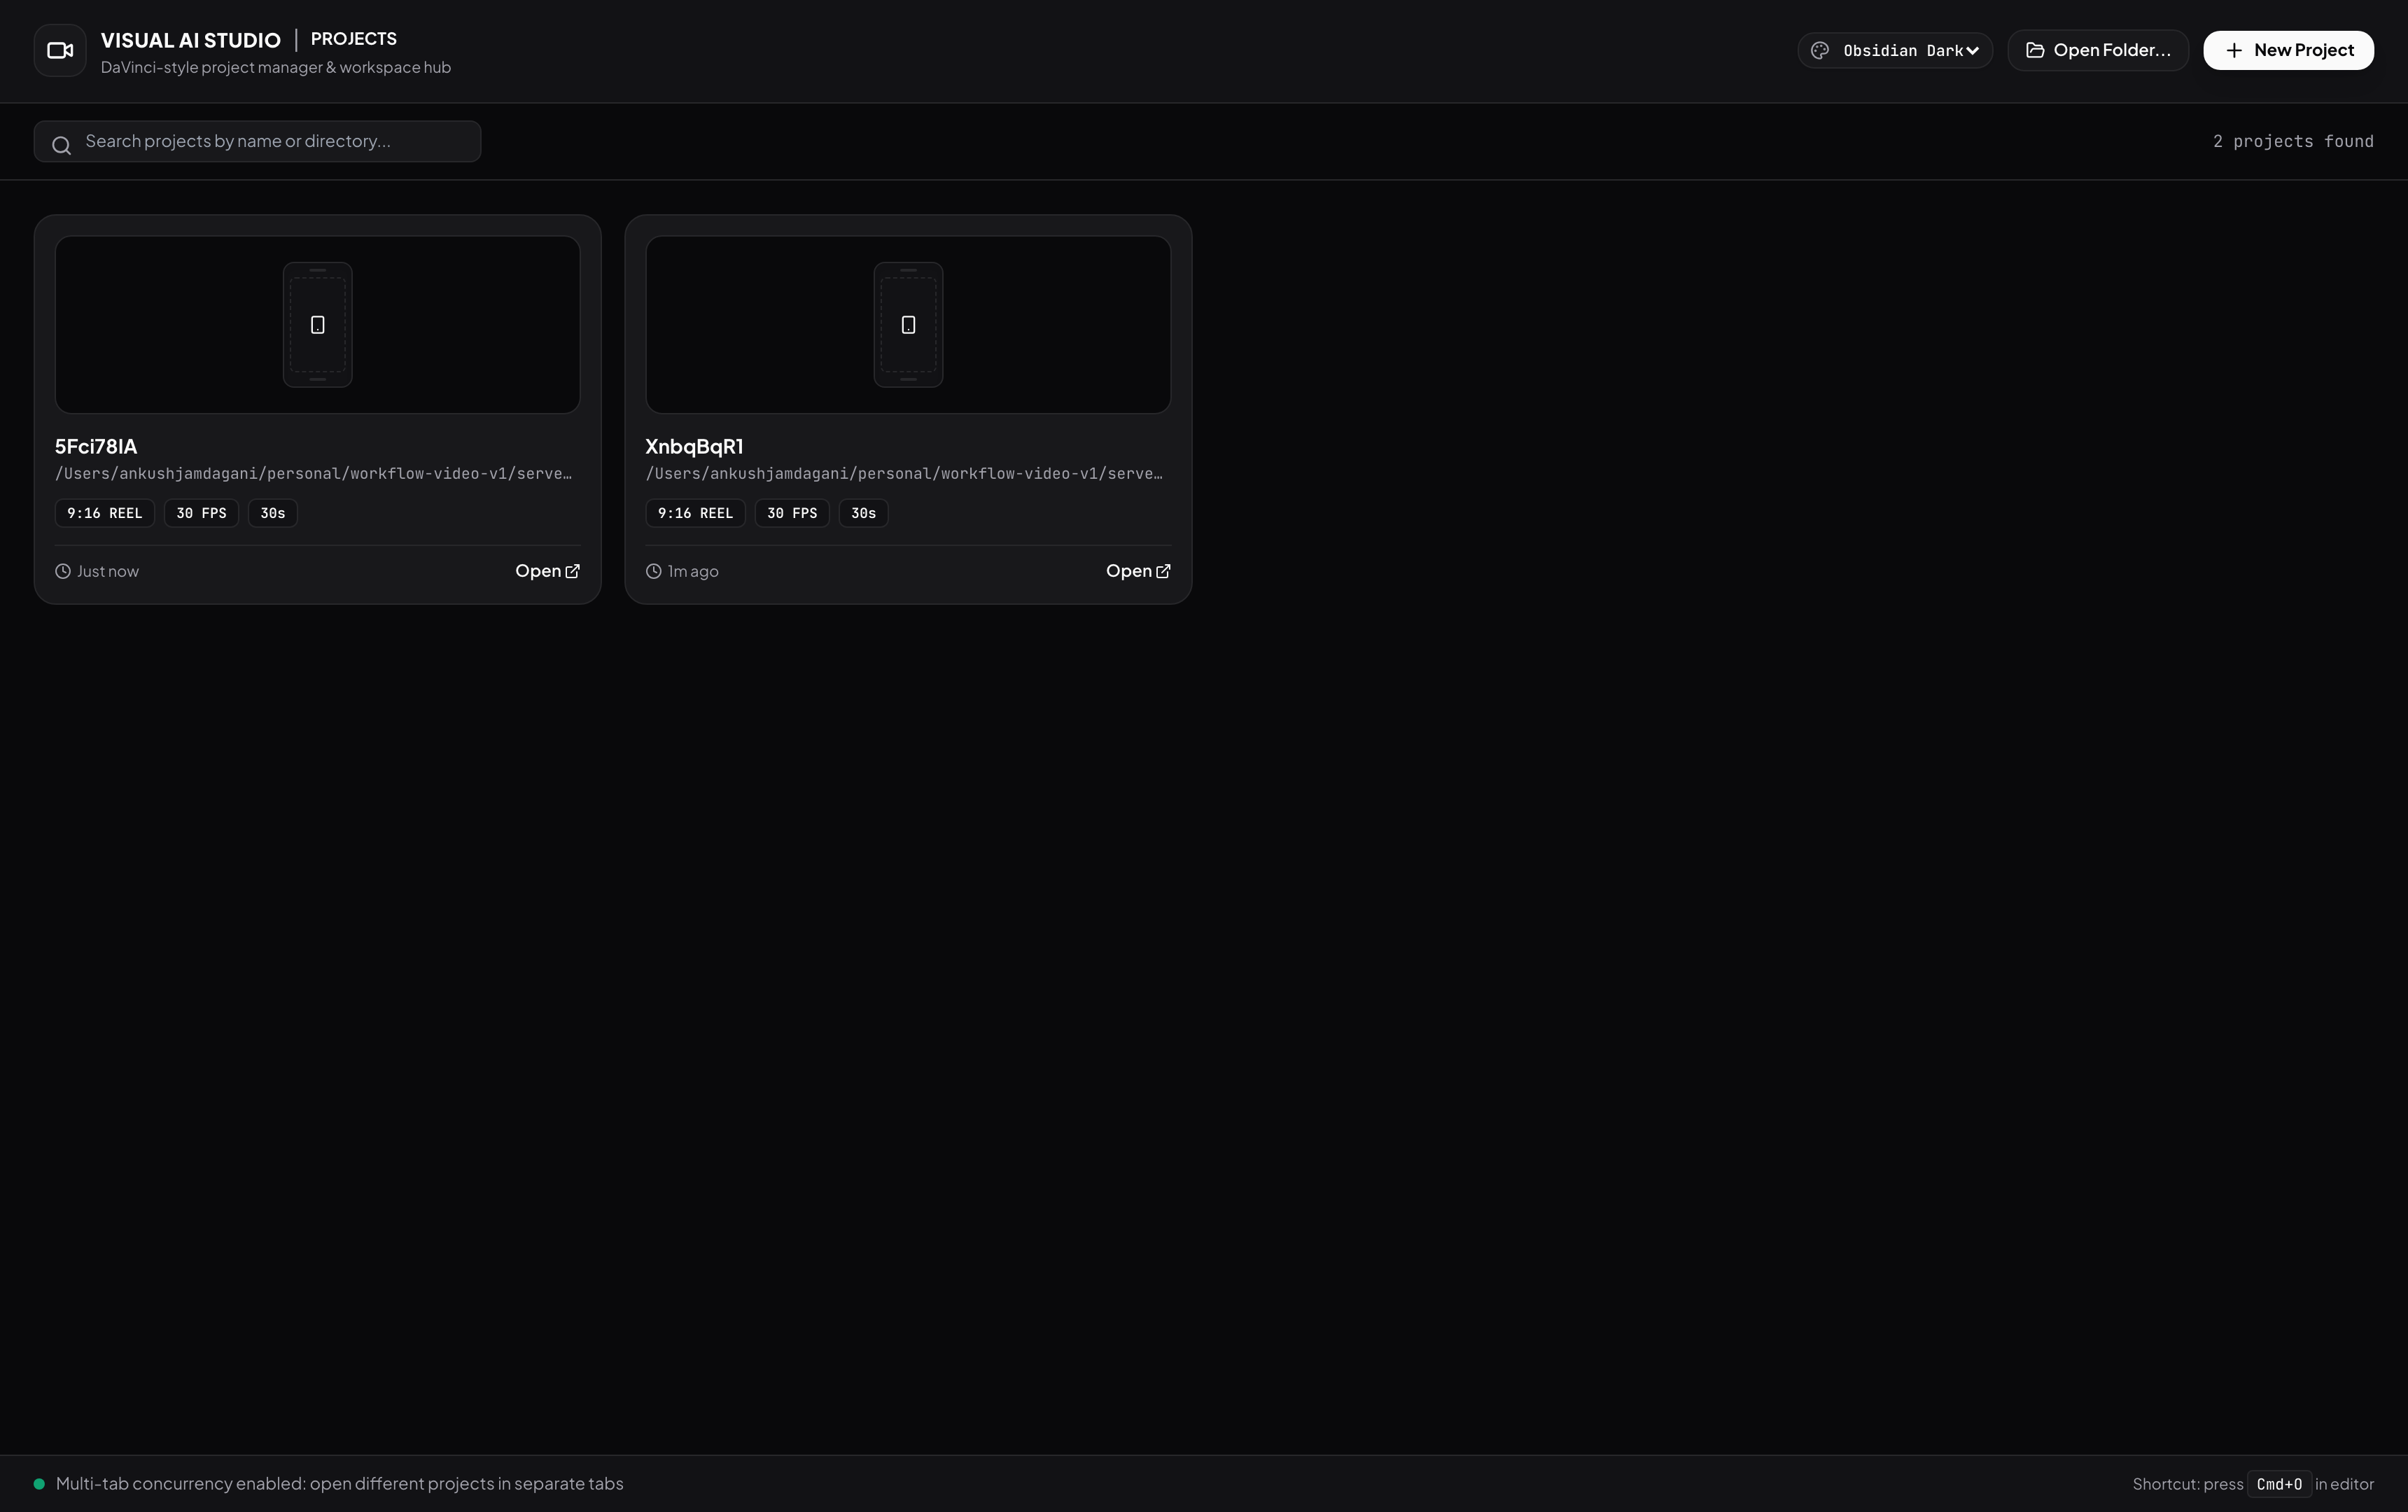 VISUAL AI STUDIO | PROJECTS
DaVinci-style project manager & workspace hub
Obsidian Dark
Open Folder...
New Project
Search projects by name or directory...
2 projects found
5Fci78IA
/Users/ankushjamdagani/personal/workflow-video-v1/serve…
9:16 REEL
30 FPS
30s
Just now
Open
XnbqBqR1
/Users/ankushjamdagani/personal/workflow-video-v1/serve…
9:16 REEL
30 FPS
30s
1m ago
Open
Multi-tab concurrency enabled: open different projects in separate tabs
Shortcut: press Cmd+O in editor